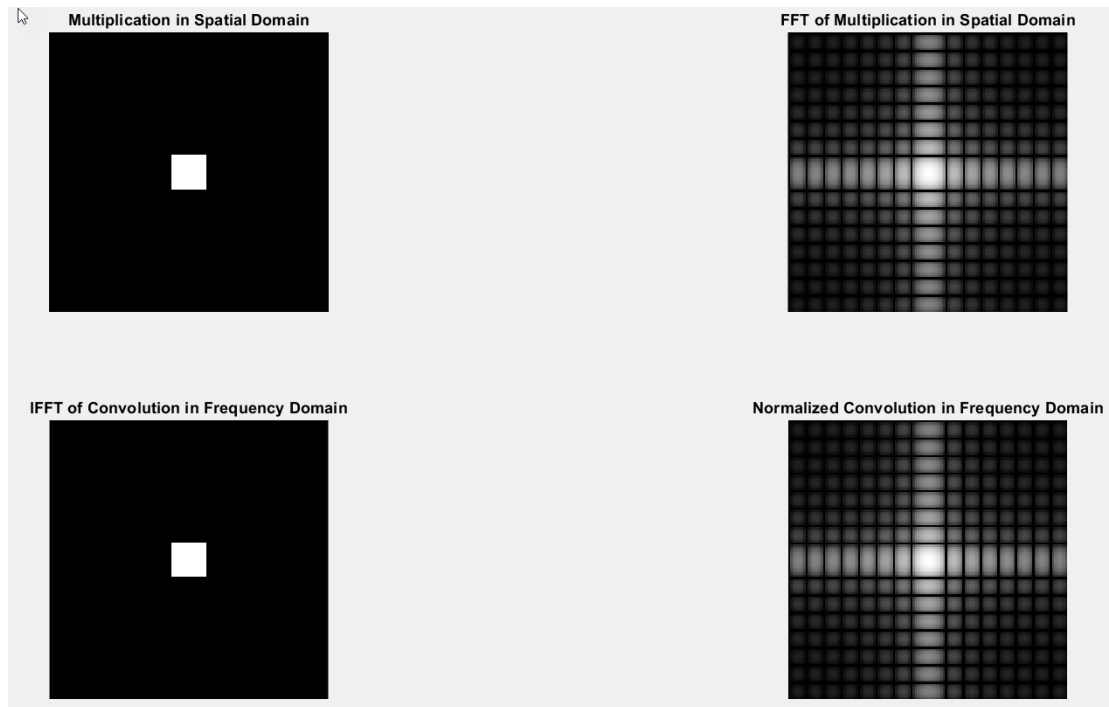 Multiplication in Spatial Domain
FFT of Multiplication in Spatial Domain
IFFT of Convolution in Frequency Domain
Normalized Convolution in Frequency Domain